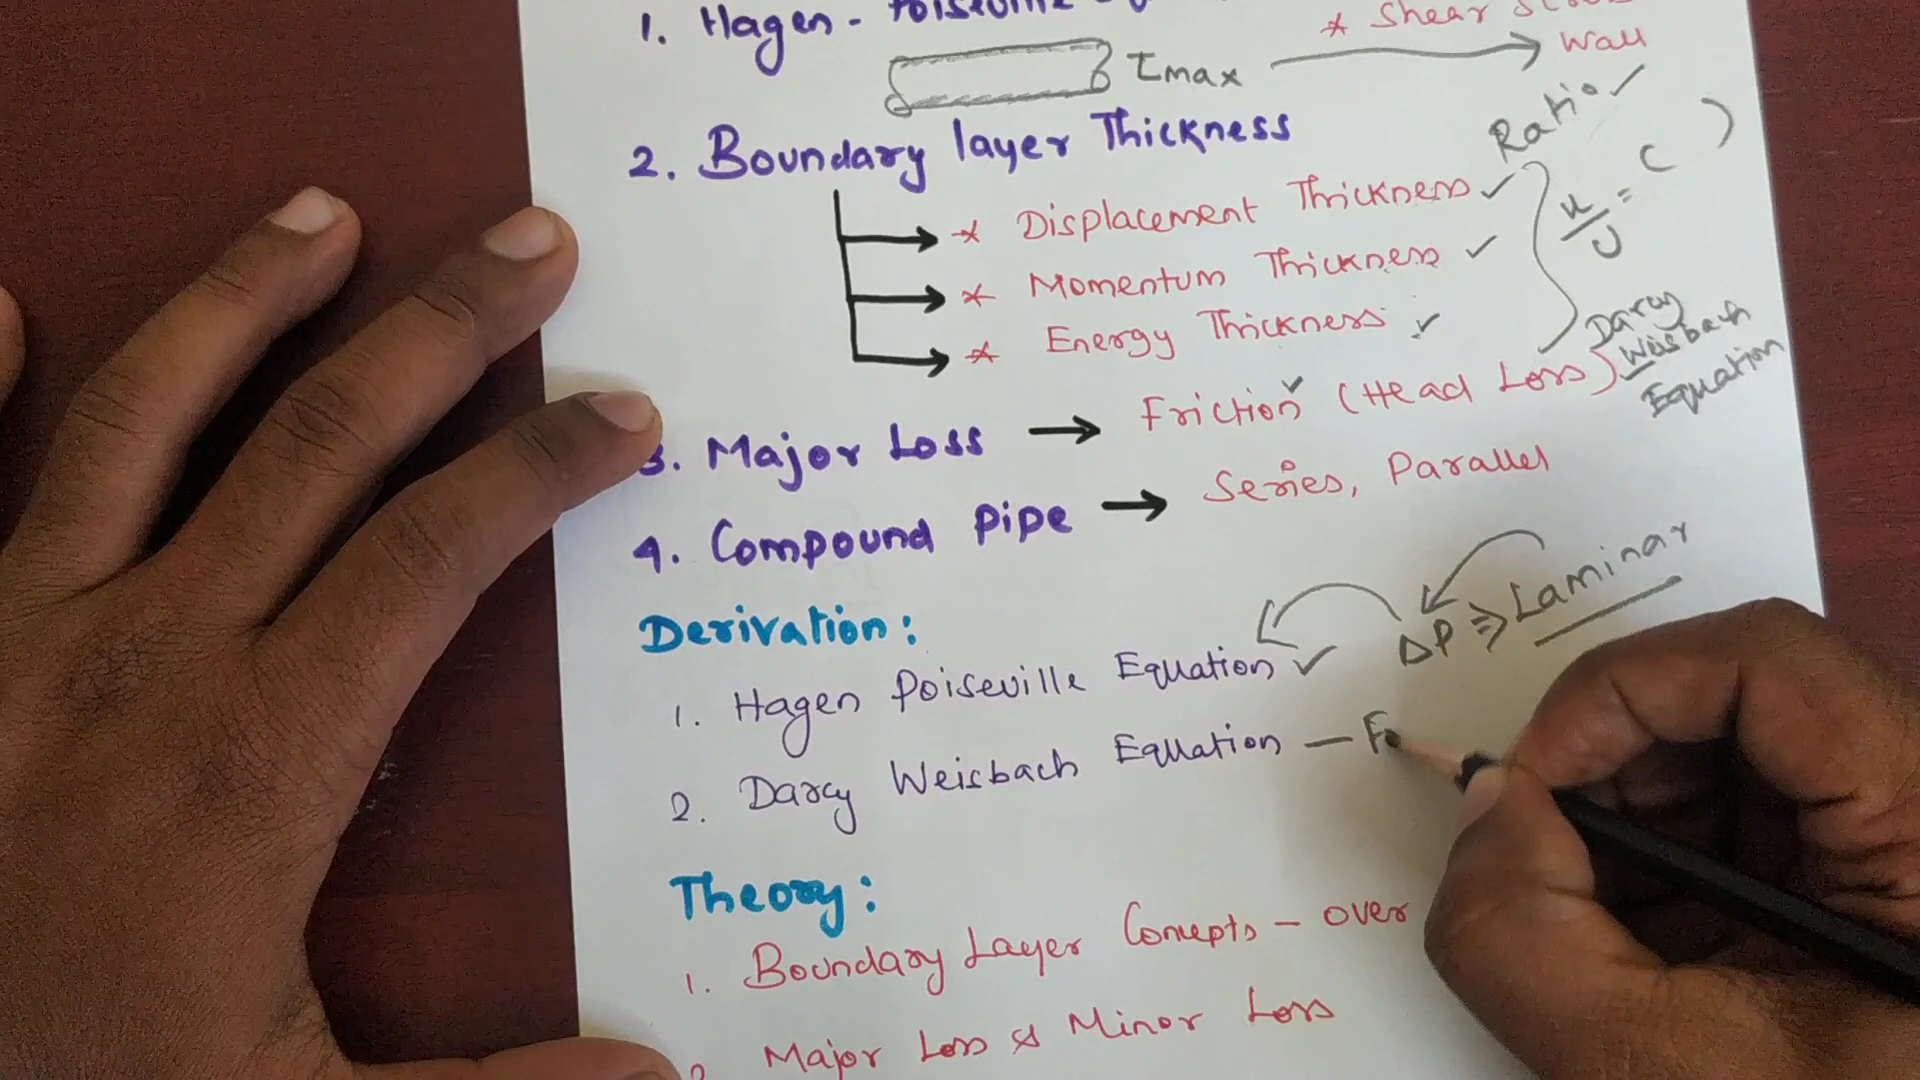 1. Hagen - Poiseville
* Shear
τmax
Wall
2. Boundary layer Thickness
Ratio ✓
* Displacement Thickness ✓
u/U = ( )
* Momentum Thickness ✓
* Energy Thickness ✓
3. Major Loss → Friction ✓ (Head Loss)
Darcy
Weisbach
Equation
4. Compound Pipe → Series, Parallel
Derivation:
1. Hagen Poiseville Equation ✓
ΔP ⇒ Laminar
2. Darcy Weisbach Equation —
Theory:
1. Boundary Layer Concepts - over
2. Major Loss & Minor Loss